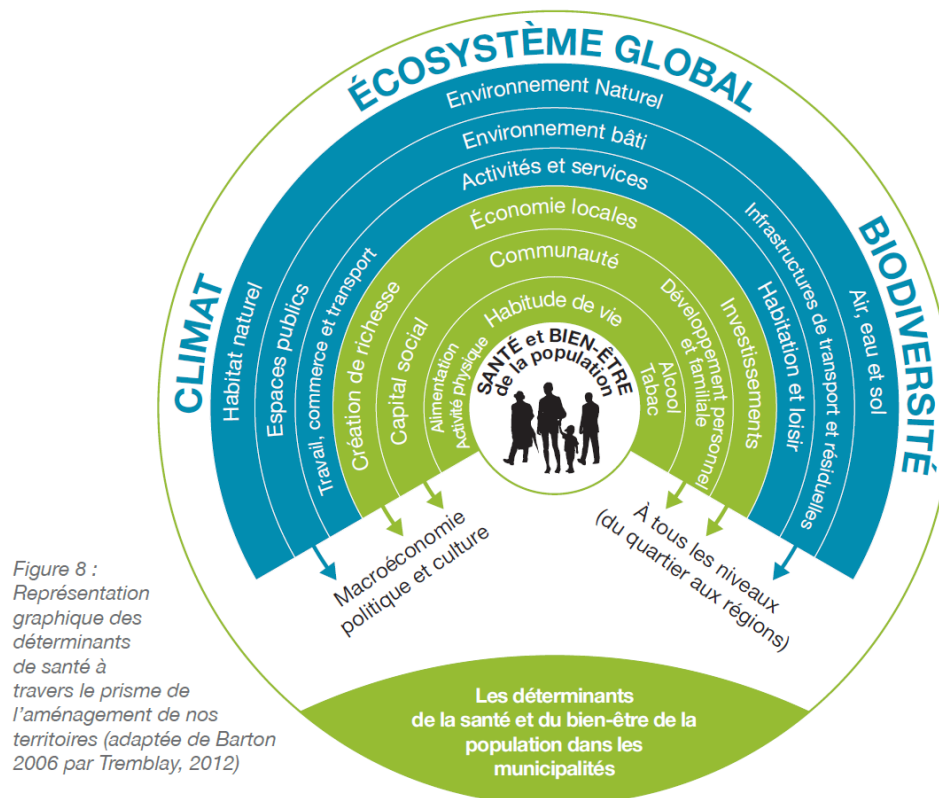 ÉCOSYSTÈME GLOBAL
CLIMAT
BIODIVERSITÉ
Environnement Naturel
Habitat naturel
Air, eau et sol
Environnement bâti
Espaces publics
Infrastructures de transport et résiduelles
Activités et services
Travail, commerce et transport
Habitation et loisir
Économie locales
Création de richesse
Investissements
Communauté
Capital social
Développement personnel
et familiale
Habitude de vie
Alimentation
Activité physique
Alcool
Tabac
SANTÉ et BIEN-ÊTRE
de la population
Macroéconomie
politique et culture
À tous les niveaux
(du quartier aux régions)
Figure 8 :
Représentation
graphique des
déterminants
de santé à
travers le prisme de
l'aménagement de nos
territoires (adaptée de Barton
2006 par Tremblay, 2012)
Les déterminants
de la santé et du bien-être de la
population dans les
municipalités